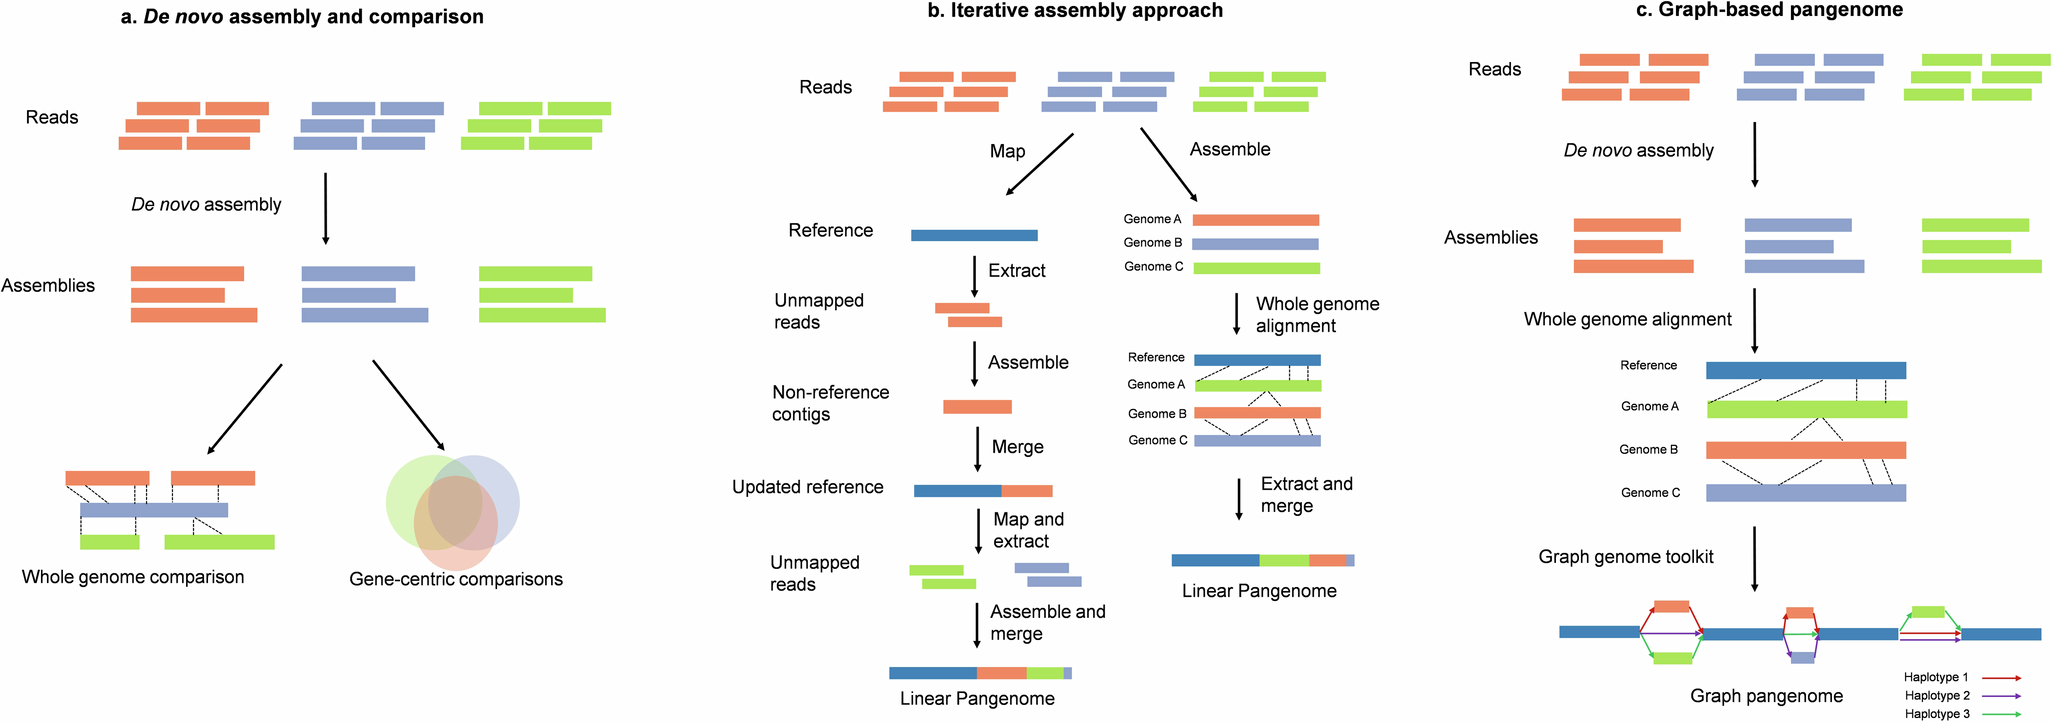 a. De novo assembly and comparison
Reads
De novo assembly
Assemblies
Whole genome comparison
Gene-centric comparisons
b. Iterative assembly approach
Reads
Map
Assemble
Reference
Extract
Unmapped
reads
Assemble
Non-reference
contigs
Merge
Updated reference
Map and
extract
Unmapped
reads
Assemble and
merge
Linear Pangenome
Genome A
Genome B
Genome C
Whole genome
alignment
Reference
Genome A
Genome B
Genome C
Extract and
merge
Linear Pangenome
c. Graph-based pangenome
Reads
De novo assembly
Assemblies
Whole genome alignment
Reference
Genome A
Genome B
Genome C
Graph genome toolkit
Graph pangenome
Haplotype 1
Haplotype 2
Haplotype 3